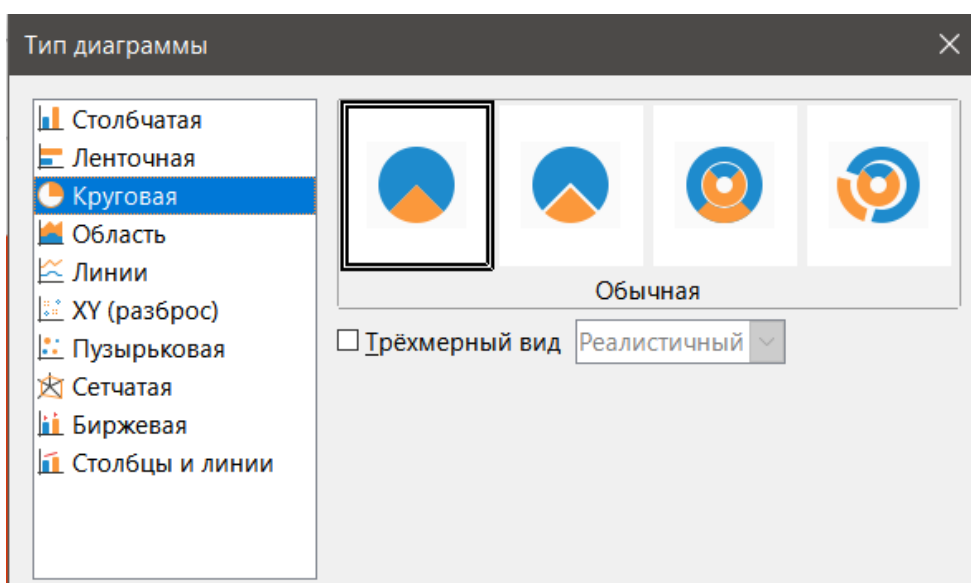 Тип диаграммы
Столбчатая
Ленточная
Круговая
Область
Линии
XY (разброс)
Пузырьковая
Сетчатая
Биржевая
Столбцы и линии
Обычная
Трёхмерный вид Реалистичный